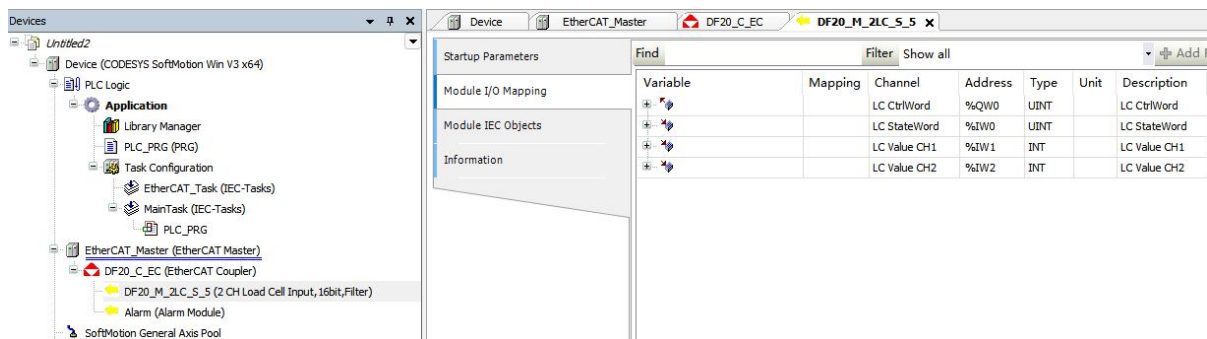 Devices
Untitled2
Device (CODESYS SoftMotion Win V3 x64)
PLC Logic
Application
Library Manager
PLC_PRG (PRG)
Task Configuration
EtherCAT_Task (IEC-Tasks)
MainTask (IEC-Tasks)
PLC_PRG
EtherCAT_Master (EtherCAT Master)
DF20_C_EC (EtherCAT Coupler)
DF20_M_2LC_S_5 (2 CH Load Cell Input,16bit,Filter)
Alarm (Alarm Module)
SoftMotion General Axis Pool
Device EtherCAT_Master DF20_C_EC DF20_M_2LC_S_5 x
Startup Parameters
Module I/O Mapping
Module IEC Objects
Information
Find Filter Show all Add
Variable Mapping Channel Address Type Unit Description
LC CtrlWord %QW0 UINT LC CtrlWord
LC StateWord %IW0 UINT LC StateWord
LC Value CH1 %IW1 INT LC Value CH1
LC Value CH2 %IW2 INT LC Value CH2